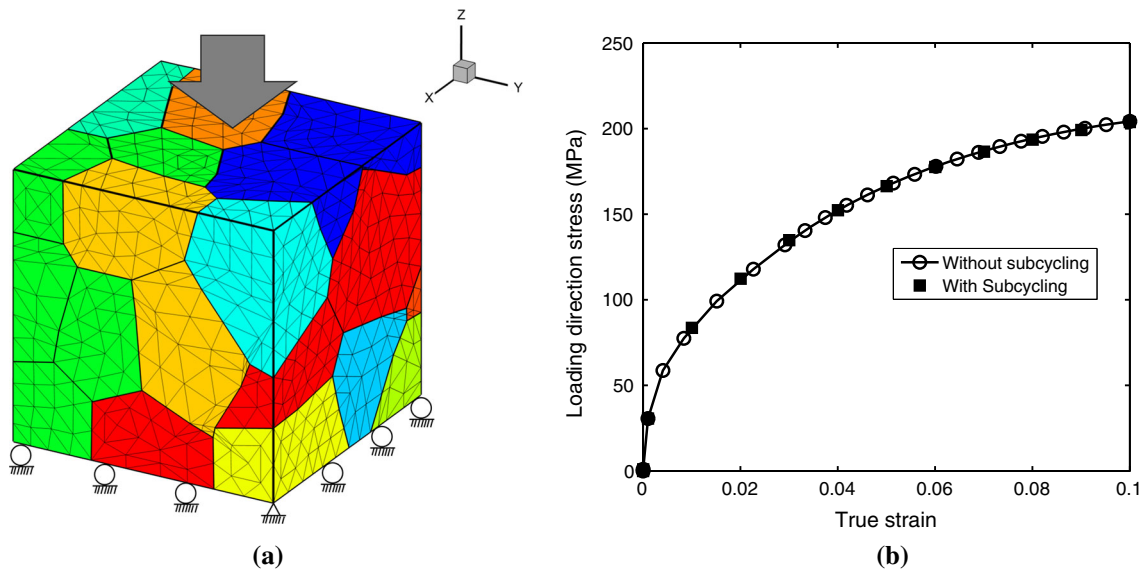 Z
X
Y
(a)
250
200
150
100
50
0
0
0.02
0.04
0.06
0.08
0.1
Loading direction stress (MPa)
True strain
Without subcycling
With Subcycling
(b)